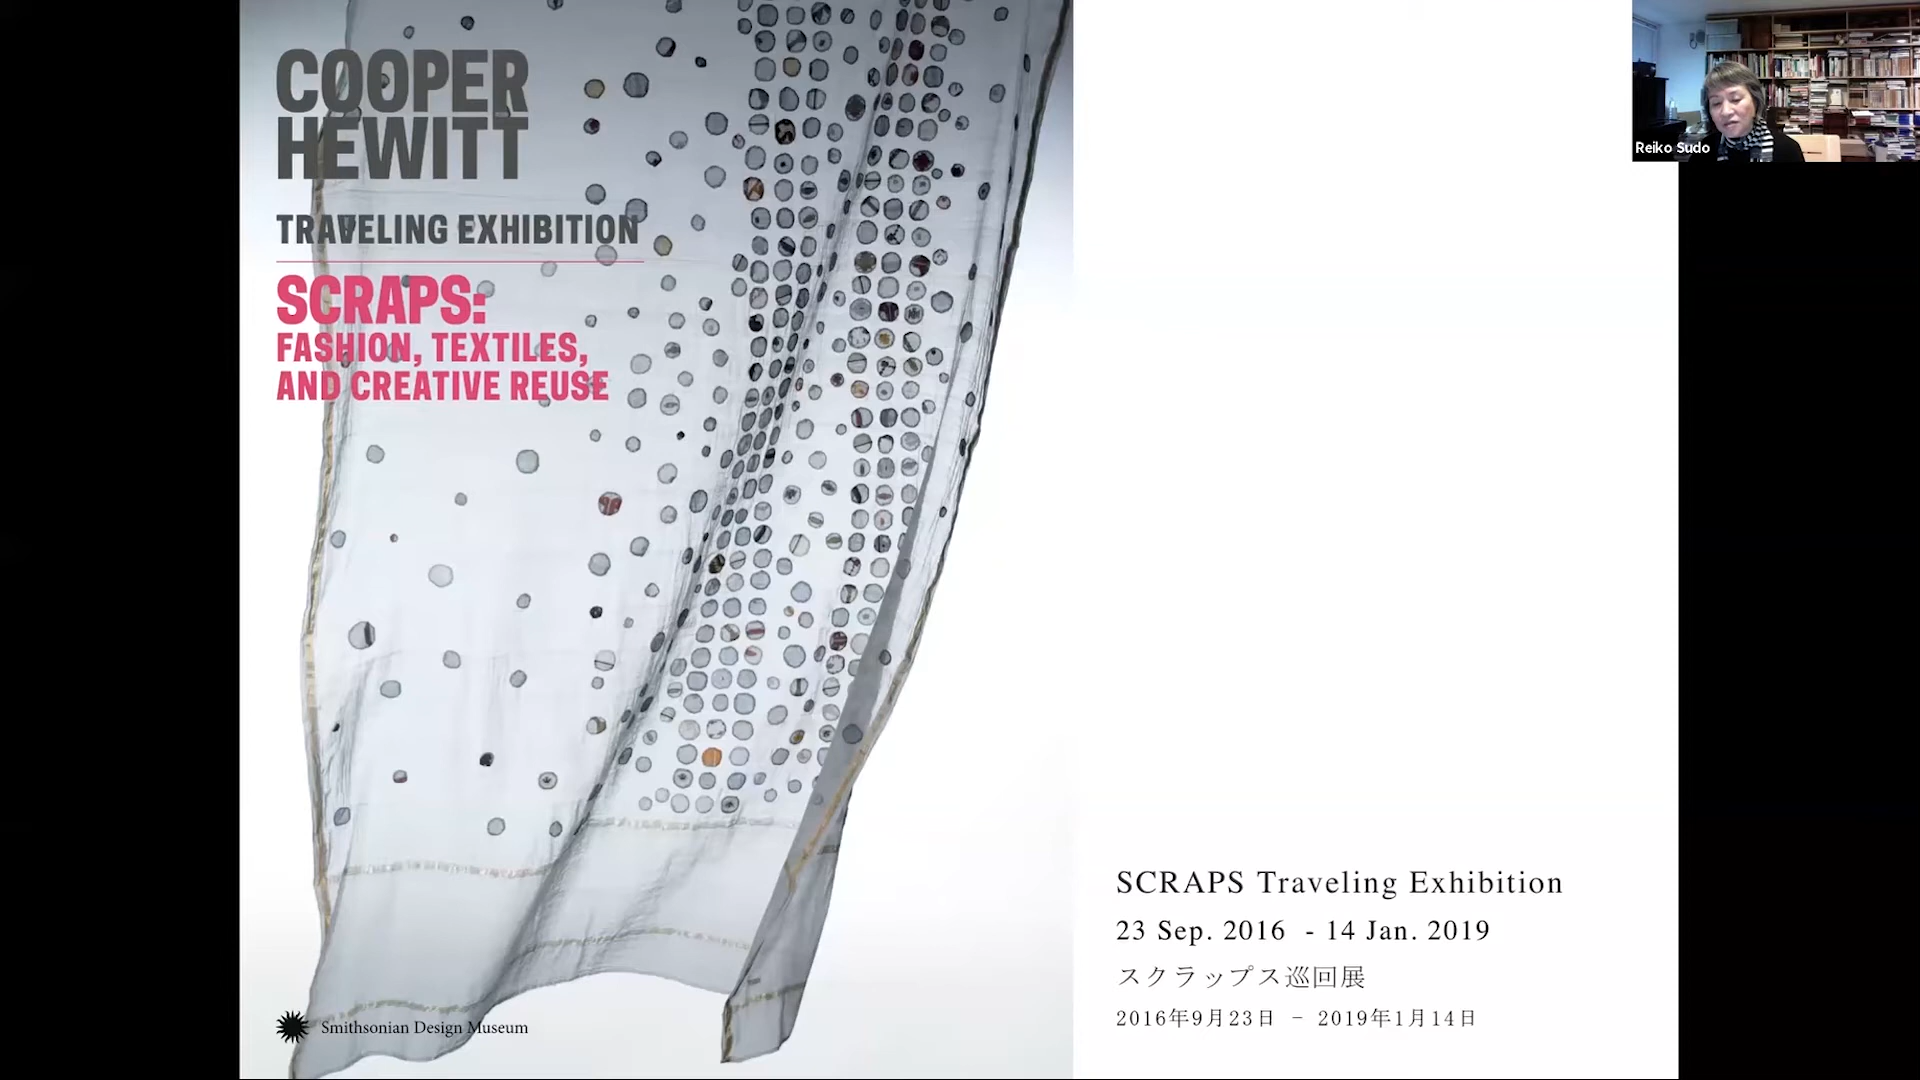 COOPER
HEWITT
TRAVELING EXHIBITION
SCRAPS:
FASHION, TEXTILES,
AND CREATIVE REUSE
Smithsonian Design Museum
SCRAPS Traveling Exhibition
23 Sep. 2016 - 14 Jan. 2019
スクラップス巡回展
2016年9月23日 － 2019年1月14日
Reiko Sudo